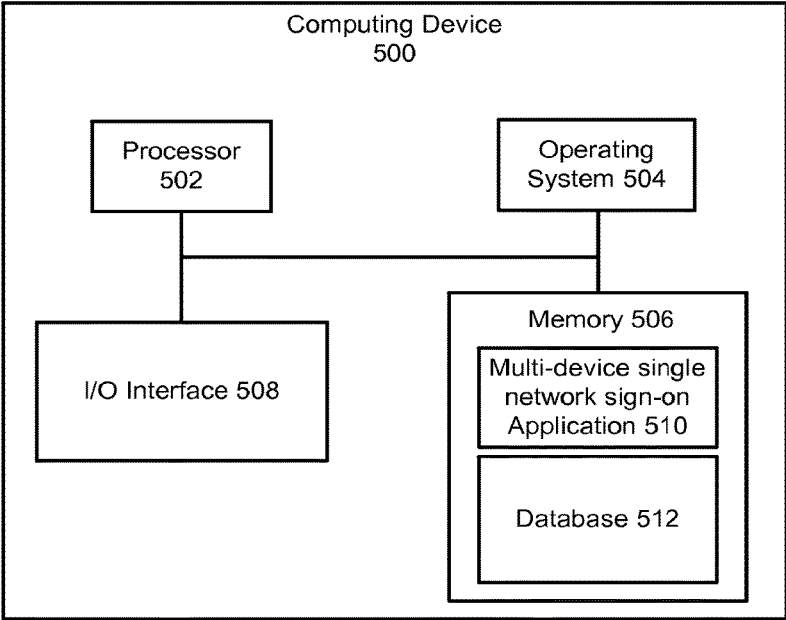 Computing Device
500
Processor
502
Operating
System 504
I/O Interface 508
Memory 506
Multi-device single
network sign-on
Application 510
Database 512